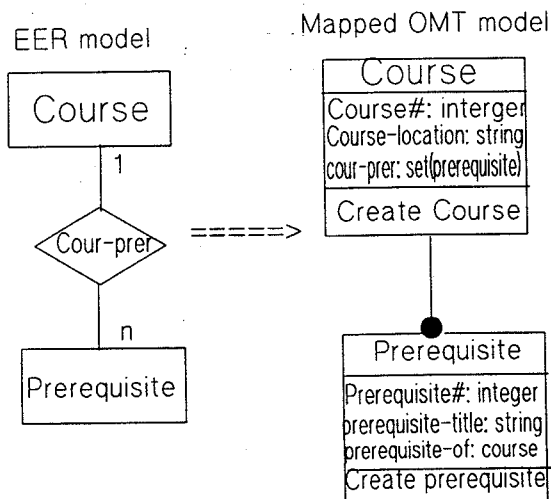 EER model
Course
1
Cour-prer
n
Prerequisite
=====>
Mapped OMT model
Course
Course#: interger
Course-location: string
cour-prer: set(prerequisite)
Create Course
Prerequisite
Prerequisite#: integer
prerequisite-title: string
prerequisite-of: course
Create prerequisite